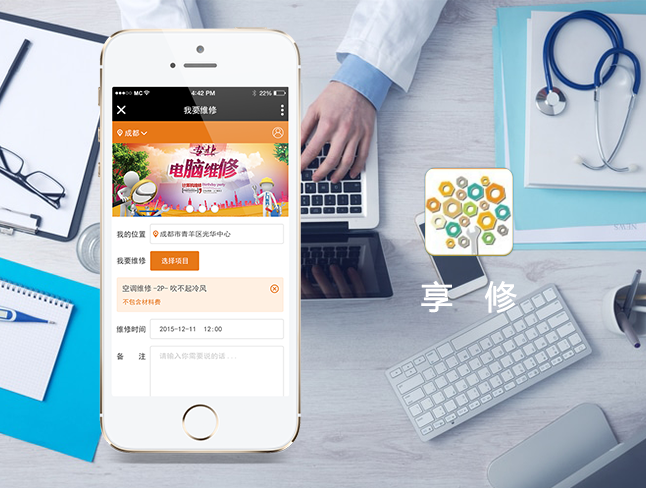 MC 4:42 PM 22%
我要维修
成都
电脑维修
我的位置 成都市青羊区光华中心
我要维修 选择项目
空调维修 -2P- 吹不起冷风
不包含材料费
维修时间 2015-12-11 12:00
备 注 请输入你需要说的话...
享 修